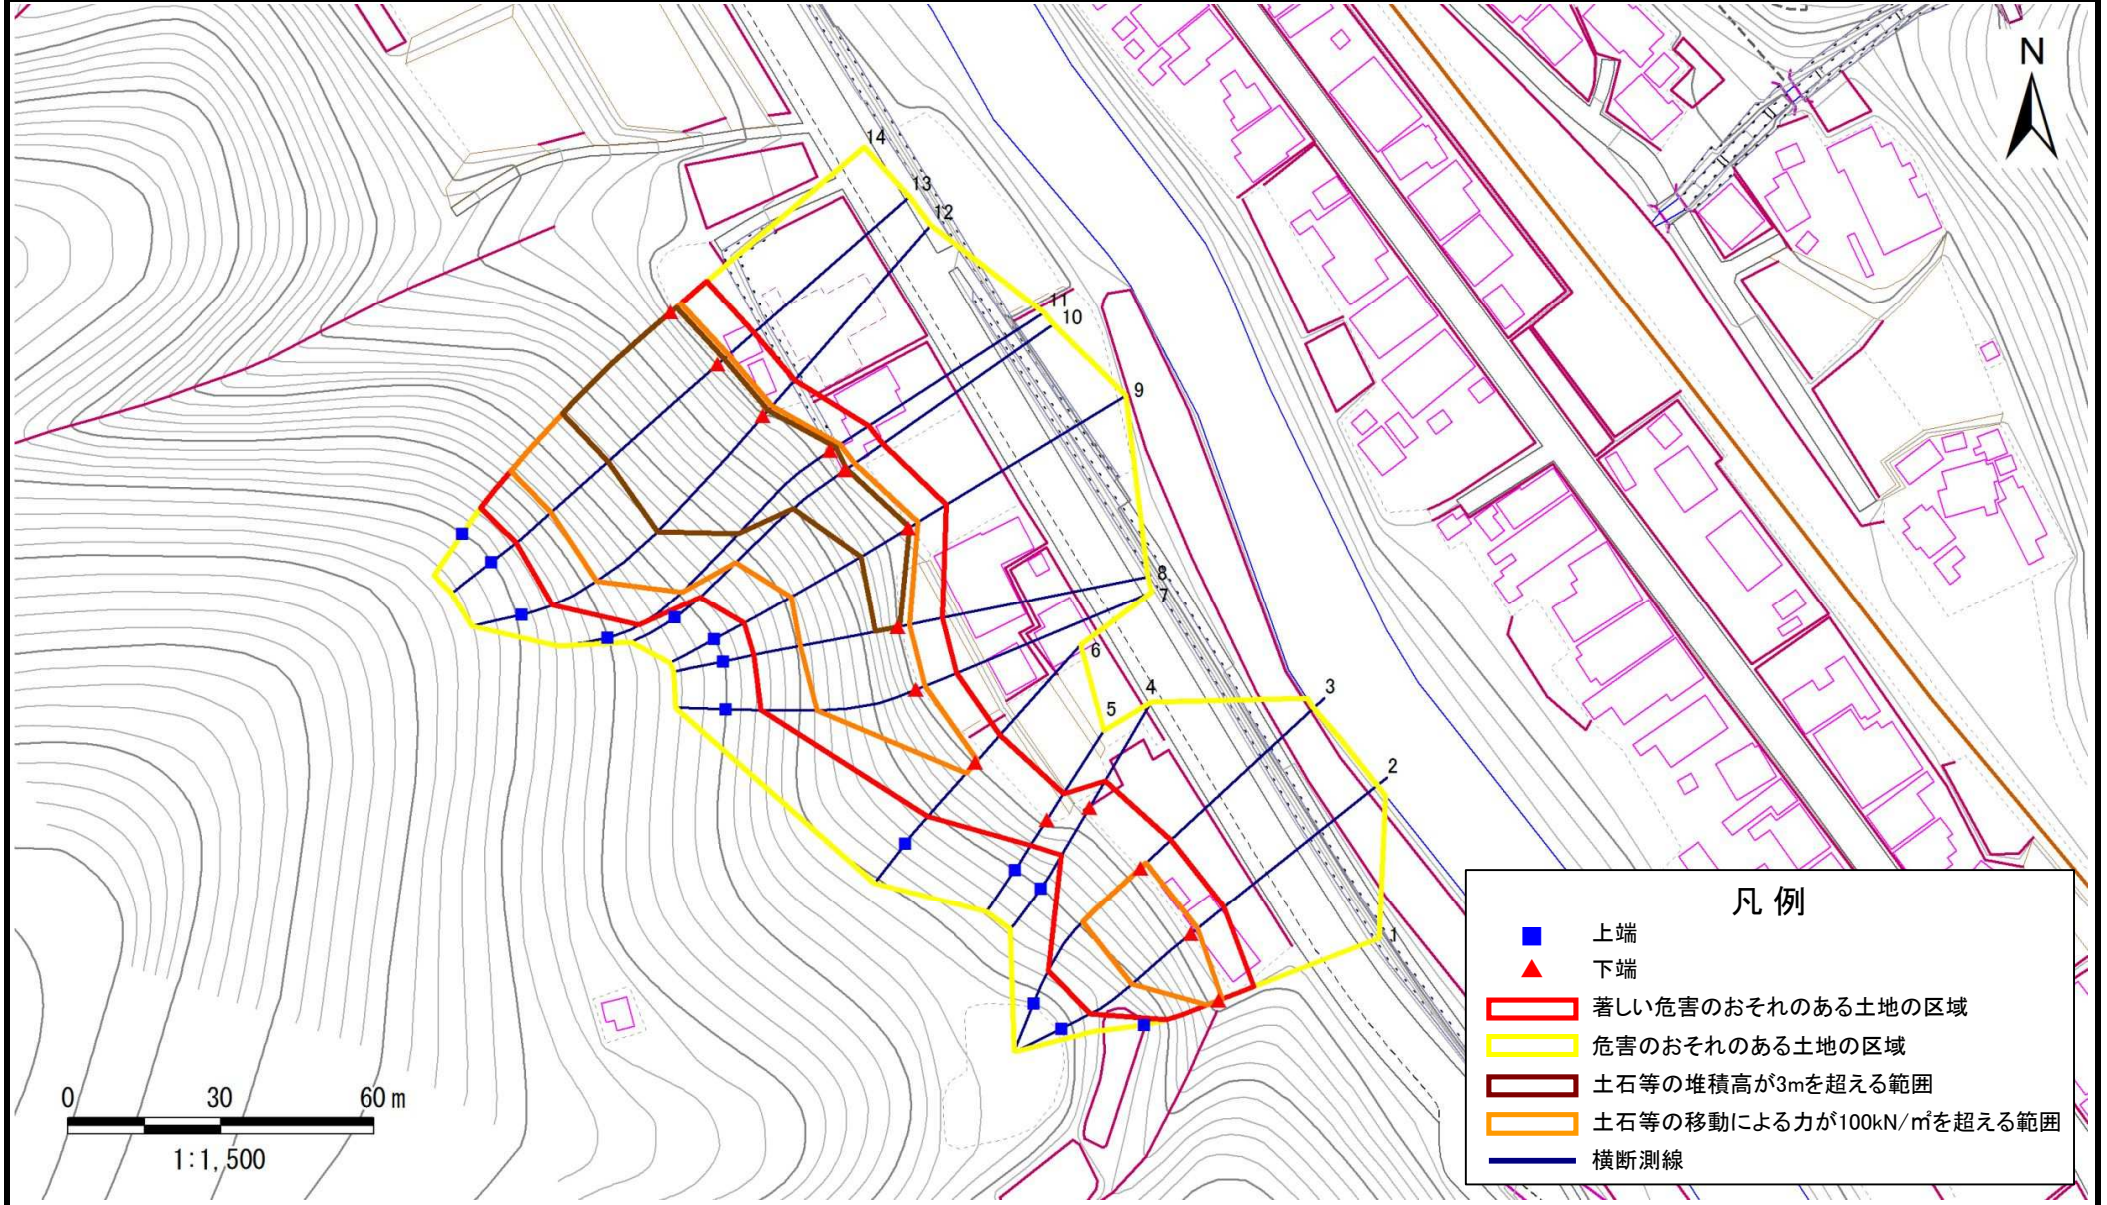 N
14
13
12
11
10
9
8
7
6
5
4
3
2
1
凡例
上端
下端
著しい危害のおそれのある土地の区域
危害のおそれのある土地の区域
土石等の堆積高が3mを超える範囲
土石等の移動による力が100kN/㎡を超える範囲
横断測線
0 30 60m
1:1,500